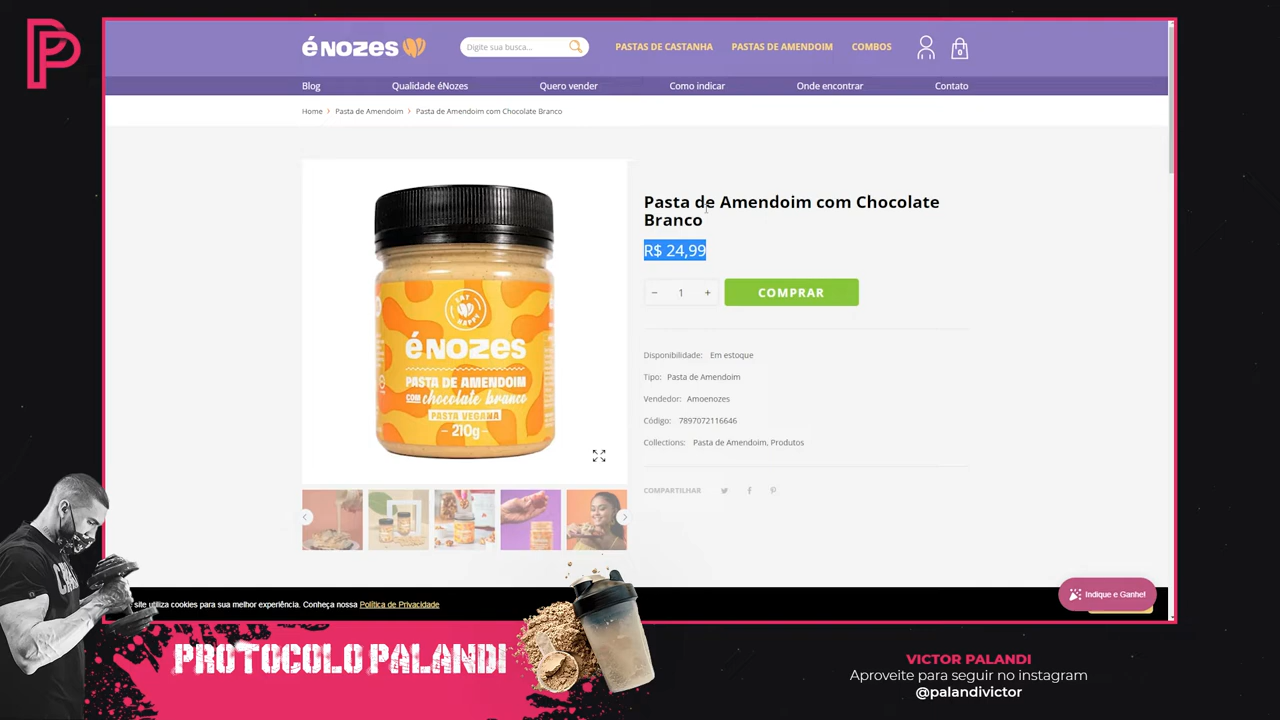 éNOZES
Digite sua busca...
PASTAS DE CASTANHA
PASTAS DE AMENDOIM
COMBOS
0
Blog
Qualidade éNozes
Quero vender
Como indicar
Onde encontrar
Contato
Home > Pasta de Amendoim > Pasta de Amendoim com Chocolate Branco
EAT
HAPPY
éNOZES
PASTA DE AMENDOIM
COM chocolate branco
PASTA VEGANA
- 210g -
Pasta de Amendoim com Chocolate
Branco
R$ 24,99
− 1 +
COMPRAR
Disponibilidade: Em estoque
Tipo: Pasta de Amendoim
Vendedor: Amoenozes
Código: 7897072116646
Collections: Pasta de Amendoim, Produtos
COMPARTILHAR
site utiliza cookies para sua melhor experiência. Conheça nossa Política de Privacidade
Indique e Ganhe!
PROTOCOLO PALANDI
VICTOR PALANDI
Aproveite para seguir no instagram
@palandivictor